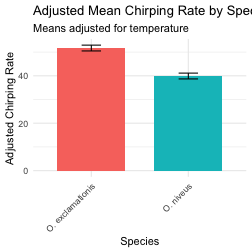 Adjusted Mean Chirping Rate by Spec
Means adjusted for temperature
Adjusted Chirping Rate
40
20
0
O. exclamationis
O. niveus
Species